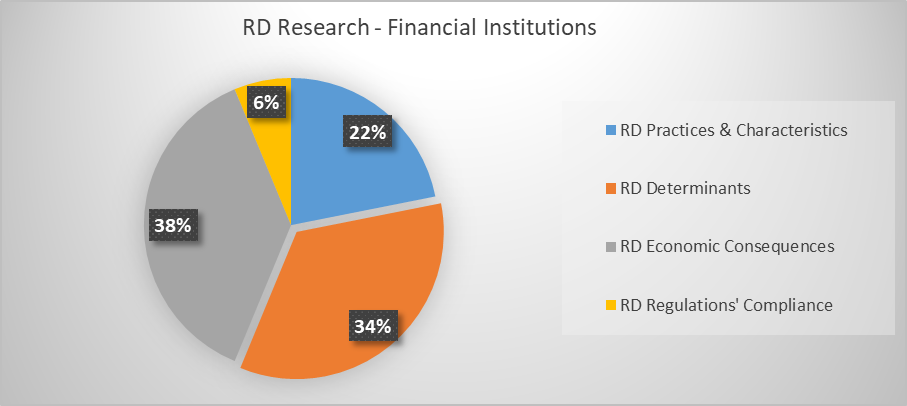 RD Research - Financial Institutions
6%
22%
38%
34%
RD Practices & Characteristics
RD Determinants
RD Economic Consequences
RD Regulations' Compliance